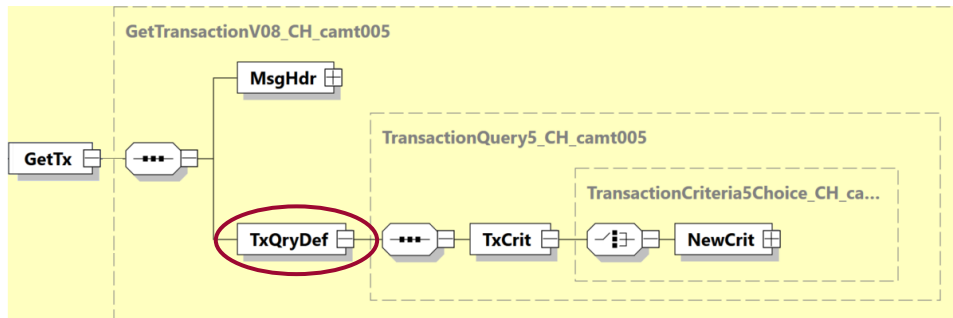 GetTransactionV08_CH_camt005
MsgHdr
TransactionQuery5_CH_camt005
GetTx
TransactionCriteria5Choice_CH_ca...
TxQryDef
TxCrit
NewCrit